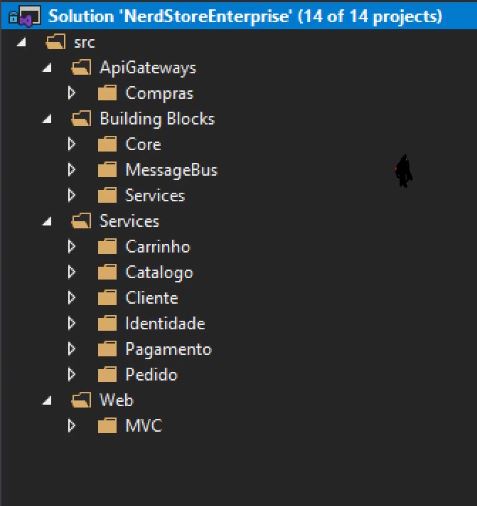 Solution 'NerdStoreEnterprise' (14 of 14 projects)
src
ApiGateways
Compras
Building Blocks
Core
MessageBus
Services
Services
Carrinho
Catalogo
Cliente
Identidade
Pagamento
Pedido
Web
MVC